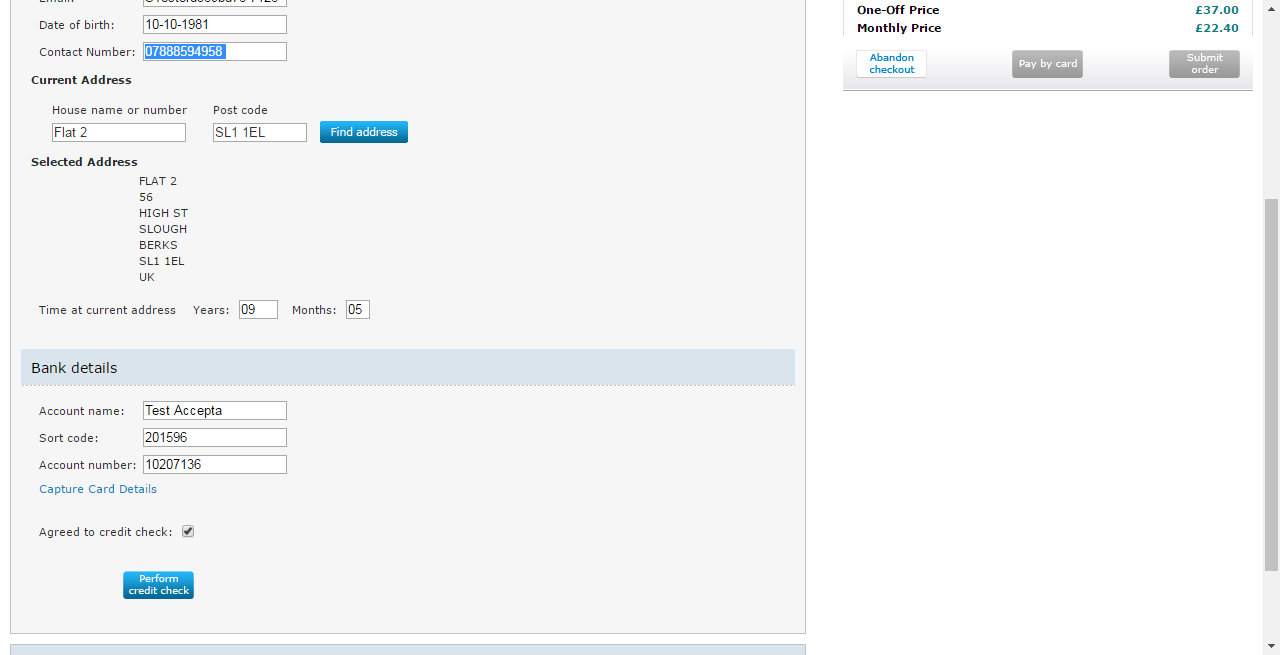 Date of birth: 10-10-1981
Contact Number: 07888594958
Current Address
House name or number Post code
Flat 2 SL1 1EL Find address
Selected Address
FLAT 2
56
HIGH ST
SLOUGH
BERKS
SL1 1EL
UK
Time at current address Years: 09 Months: 05
Bank details
Account name: Test Accepta
Sort code: 201596
Account number: 10207136
Capture Card Details
Agreed to credit check:
Perform
credit check
One-Off Price £37.00
Monthly Price £22.40
Abandon
checkout
Pay by card
Submit
order